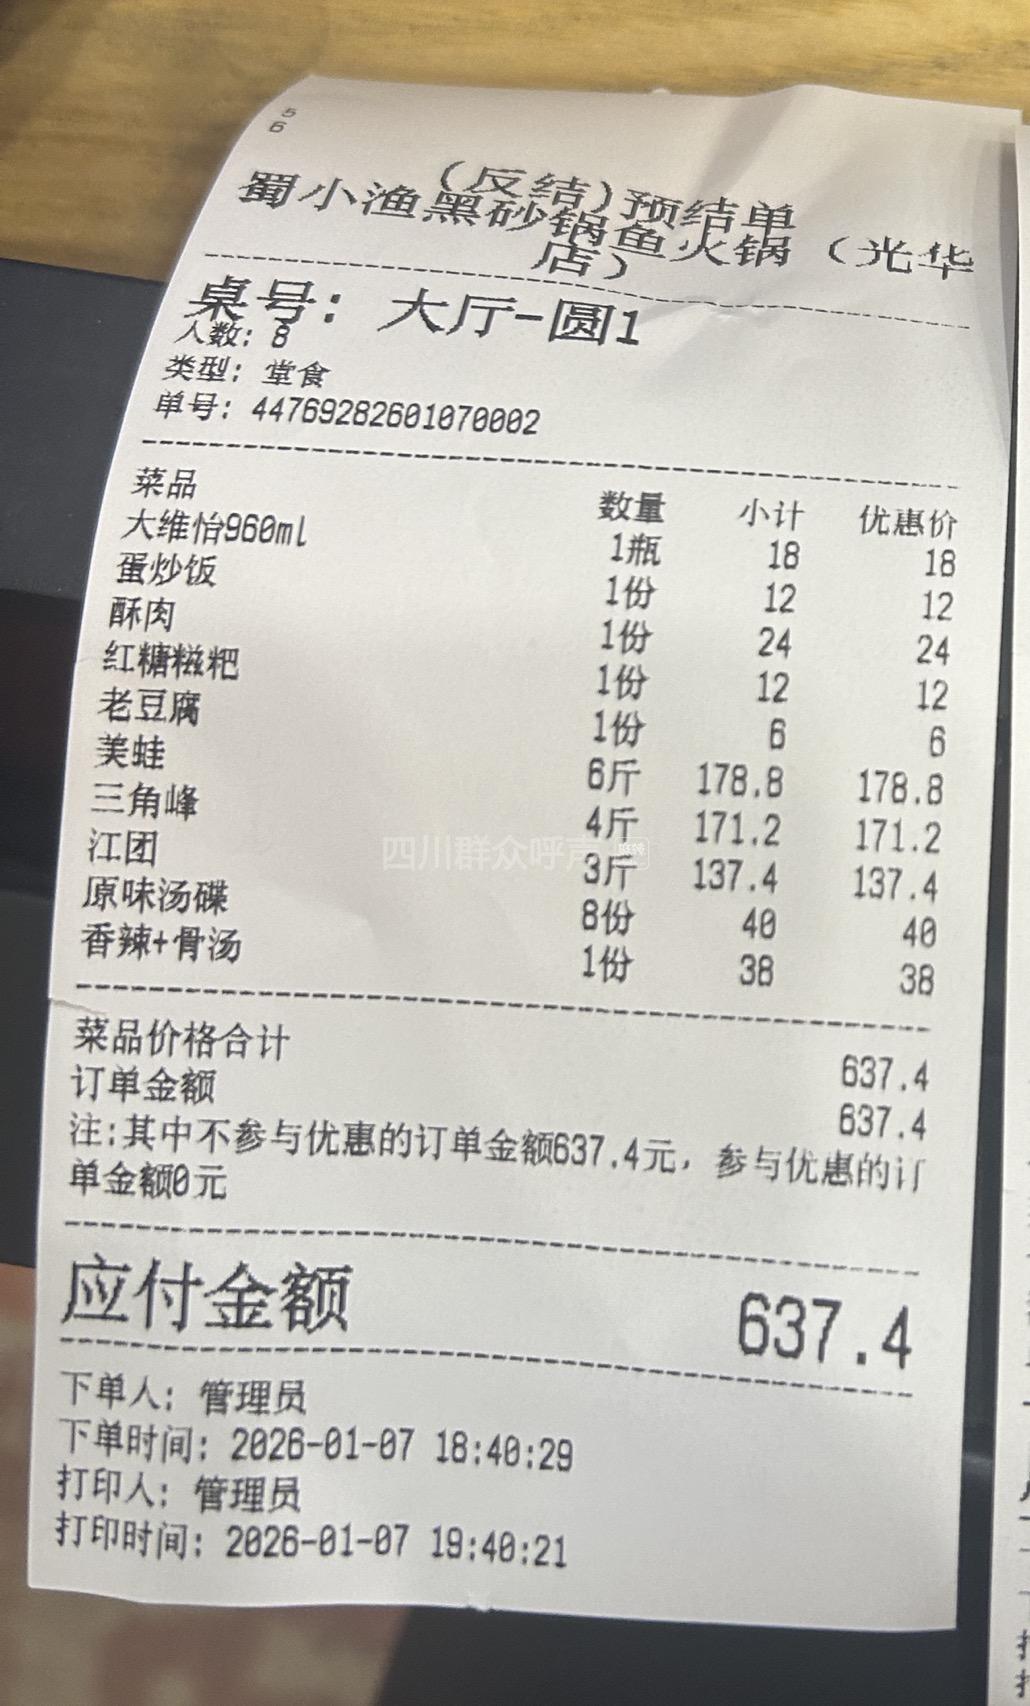 56
(反结)预结单
蜀小渔黑砂锅鱼火锅（光华
店）
桌号：大厅-圆1
人数：8
类型：堂食
单号：44769282601070002
菜品 数量 小计 优惠价
大维怡960ml 1瓶 18 18
蛋炒饭 1份 12 12
酥肉 1份 24 24
红糖糍粑 1份 12 12
老豆腐 1份 6 6
美蛙 6斤 178.8 178.8
三角峰 4斤 171.2 171.2
江团 3斤 137.4 137.4
原味汤碟 8份 40 40
香辣+骨汤 1份 38 38
四川群众呼声
菜品价格合计 637.4
订单金额 637.4
注:其中不参与优惠的订单金额637.4元，参与优惠的订
单金额0元
应付金额 637.4
下单人：管理员
下单时间：2026-01-07 18:40:29
打印人：管理员
打印时间：2026-01-07 19:40:21